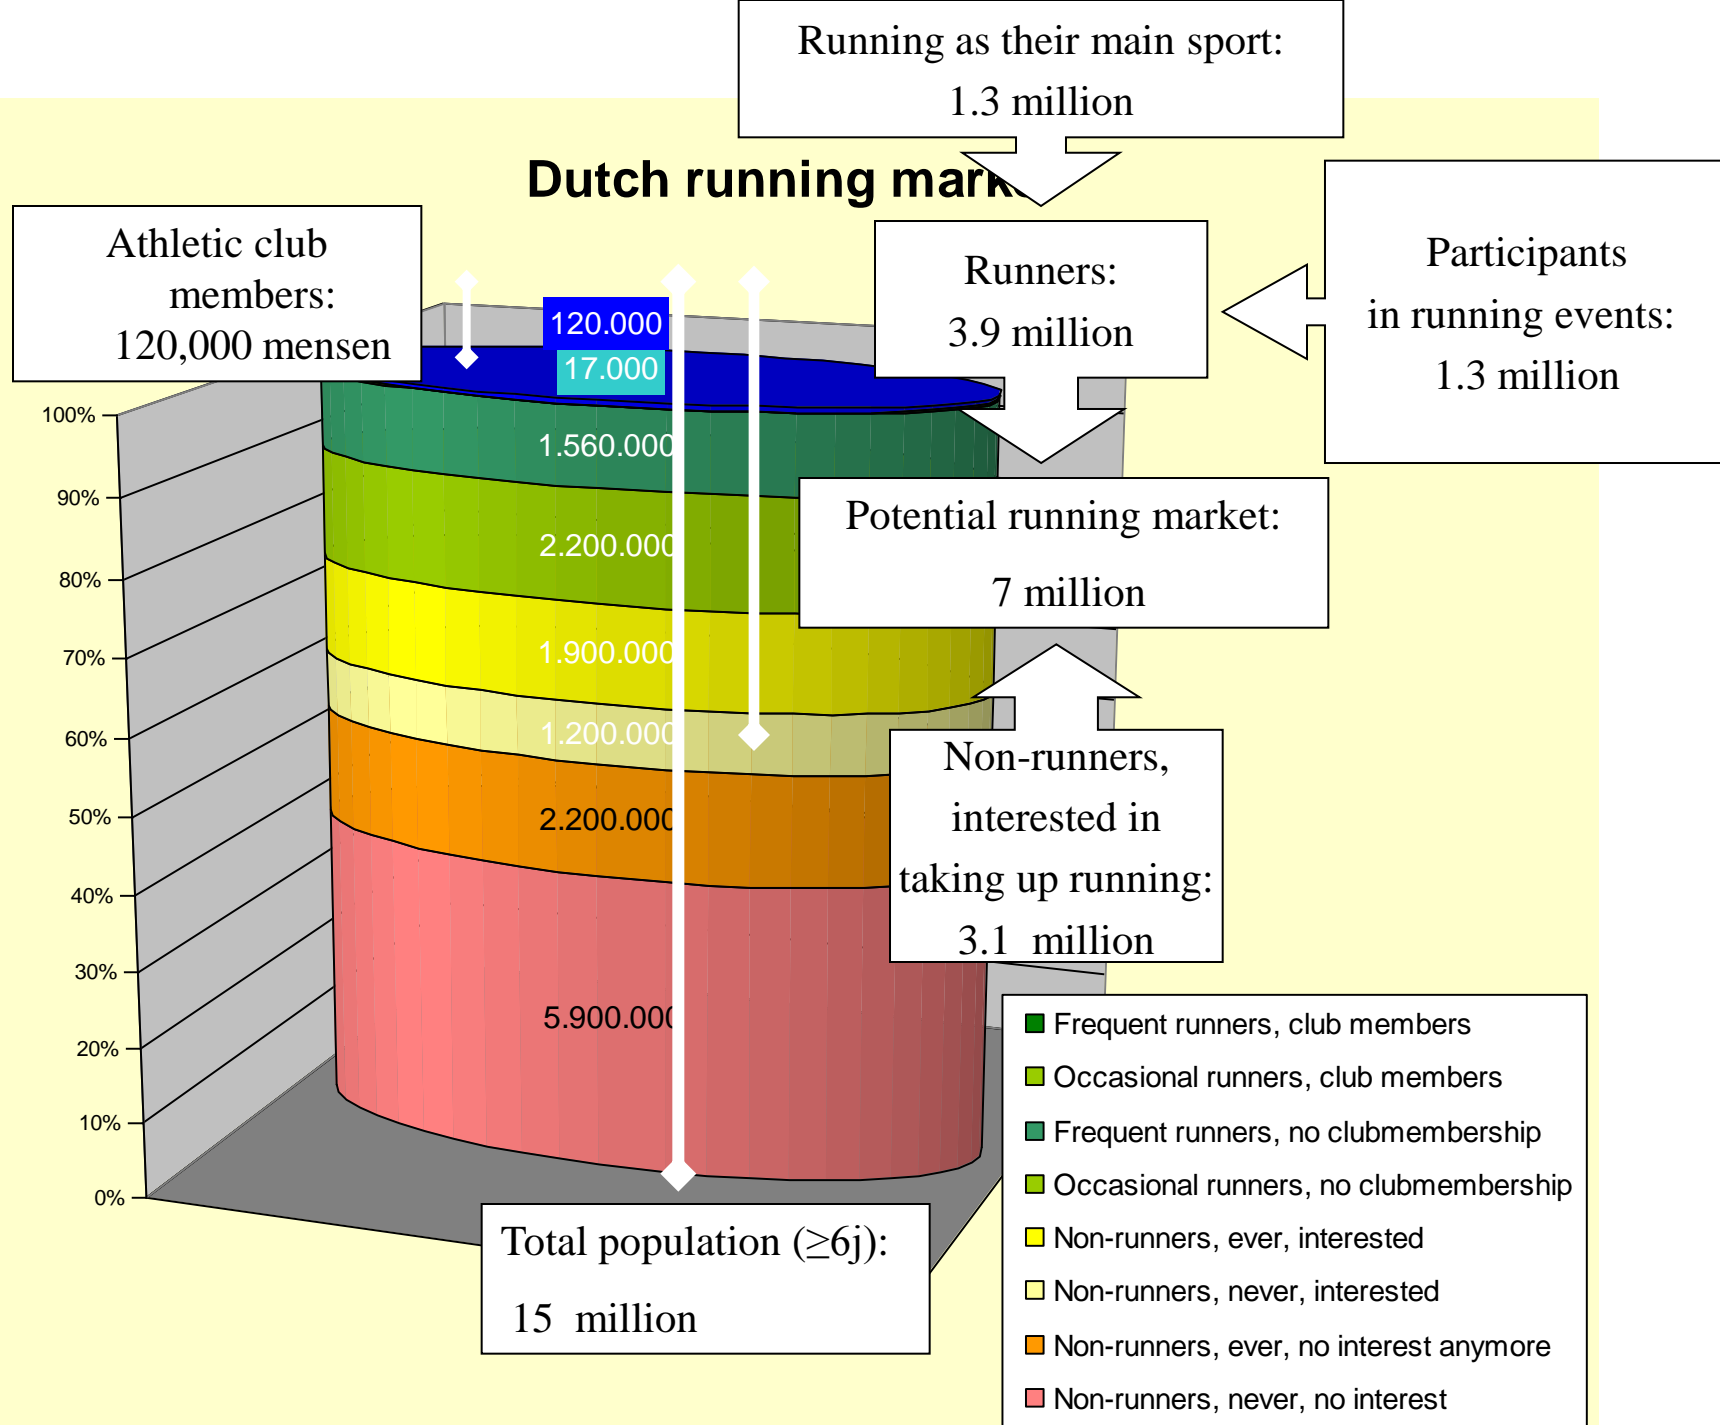 Running as their main sport:
1.3 million
Dutch running mark
Athletic club
members:
120,000 mensen
Runners:
3.9 million
Participants
in running events:
1.3 million
120.000
17.000
1.560.000
2.200.000
1.900.000
1.200.000
2.200.000
5.900.000
100%
90%
80%
70%
60%
50%
40%
30%
20%
10%
0%
Potential running market:
7 million
Non-runners,
interested in
taking up running:
3.1 million
Total population (≥6j):
15 million
Frequent runners, club members
Occasional runners, club members
Frequent runners, no clubmembership
Occasional runners, no clubmembership
Non-runners, ever, interested
Non-runners, never, interested
Non-runners, ever, no interest anymore
Non-runners, never, no interest